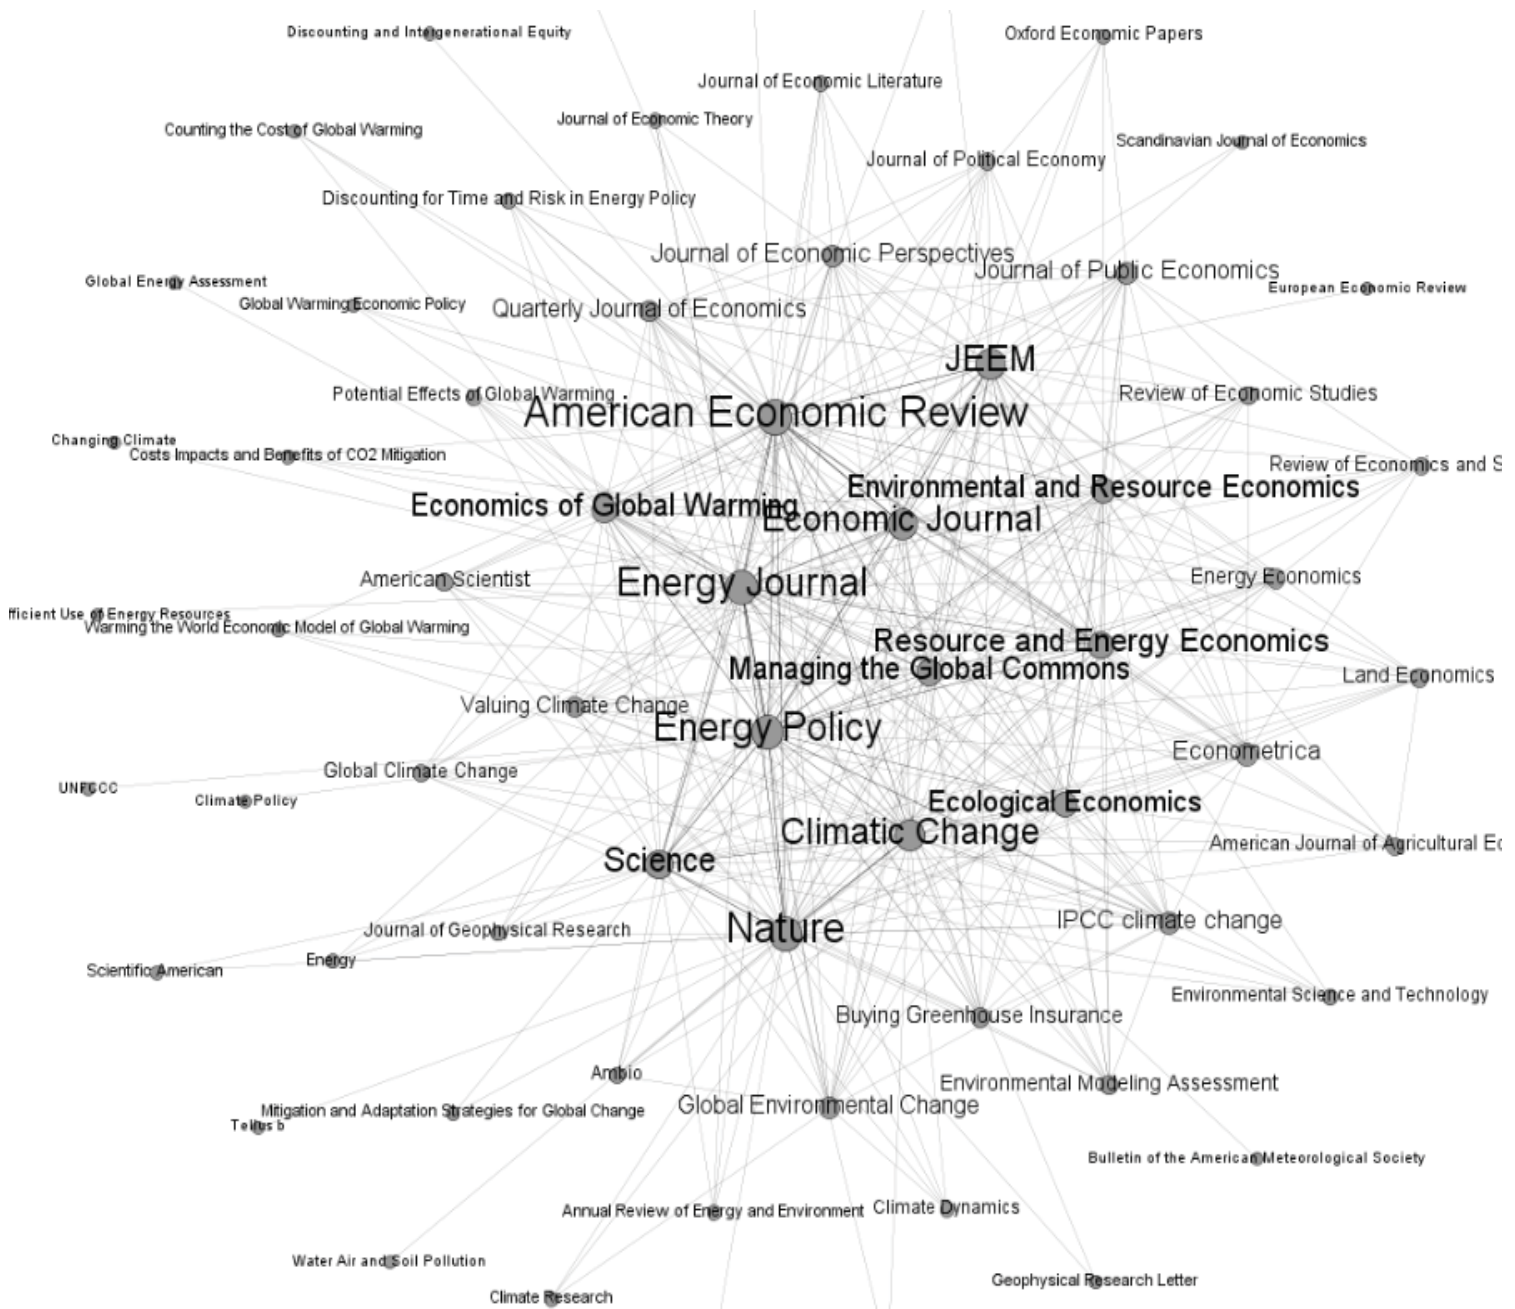 Discounting and Intergenerational Equity
Oxford Economic Papers
Journal of Economic Literature
Journal of Economic Theory
Counting the Cost of Global Warming
Scandinavian Journal of Economics
Journal of Political Economy
Discounting for Time and Risk in Energy Policy
Journal of Economic Perspectives
Journal of Public Economics
Global Energy Assessment
European Economic Review
Global Warming Economic Policy
Quarterly Journal of Economics
JEEM
Potential Effects of Global Warming
Review of Economic Studies
American Economic Review
Changing Climate
Costs Impacts and Benefits of CO2 Mitigation
Review of Economics and S
Environmental and Resource Economics
Economics of Global Warming
Economic Journal
American Scientist
Energy Journal
Energy Economics
fficient Use of Energy Resources
Warming the World Economic Model of Global Warming
Resource and Energy Economics
Managing the Global Commons
Land Economics
Valuing Climate Change
Energy Policy
Econometrica
Global Climate Change
UNFCCC
Climate Policy
Ecological Economics
Climatic Change
American Journal of Agricultural Ec
Science
IPCC climate change
Nature
Journal of Geophysical Research
Energy
Scientific American
Environmental Science and Technology
Buying Greenhouse Insurance
Ambio
Environmental Modeling Assessment
Global Environmental Change
Mitigation and Adaptation Strategies for Global Change
Tellus b
Bulletin of the American Meteorological Society
Annual Review of Energy and Environment
Climate Dynamics
Water Air and Soil Pollution
Geophysical Research Letter
Climate Research